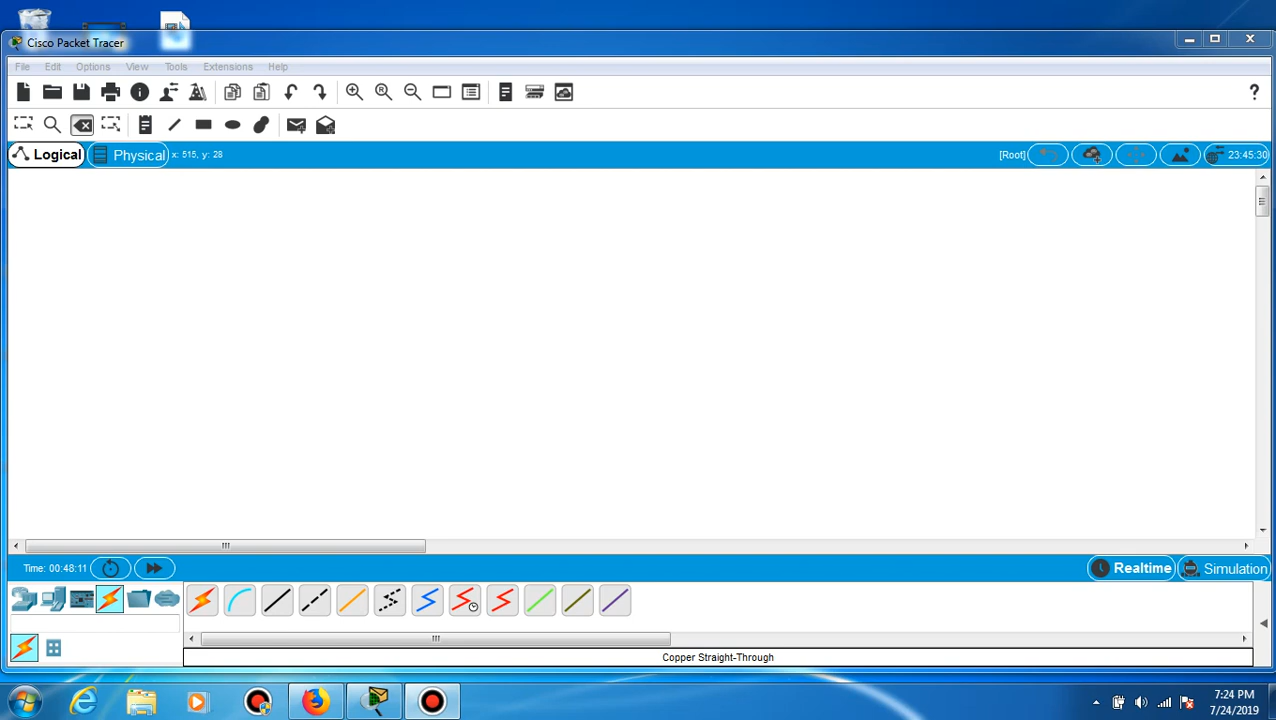 Cisco Packet Tracer
File Edit Options View Tools Extensions Help
Logical Physical x: 515, y: 28 [Root] 23:45:30
Time: 00:48:11 Realtime Simulation
Copper Straight-Through
7:24 PM
7/24/2019